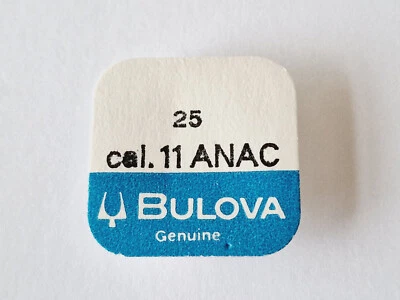 25
cal. 11 ANAC
BULOVA
Genuine